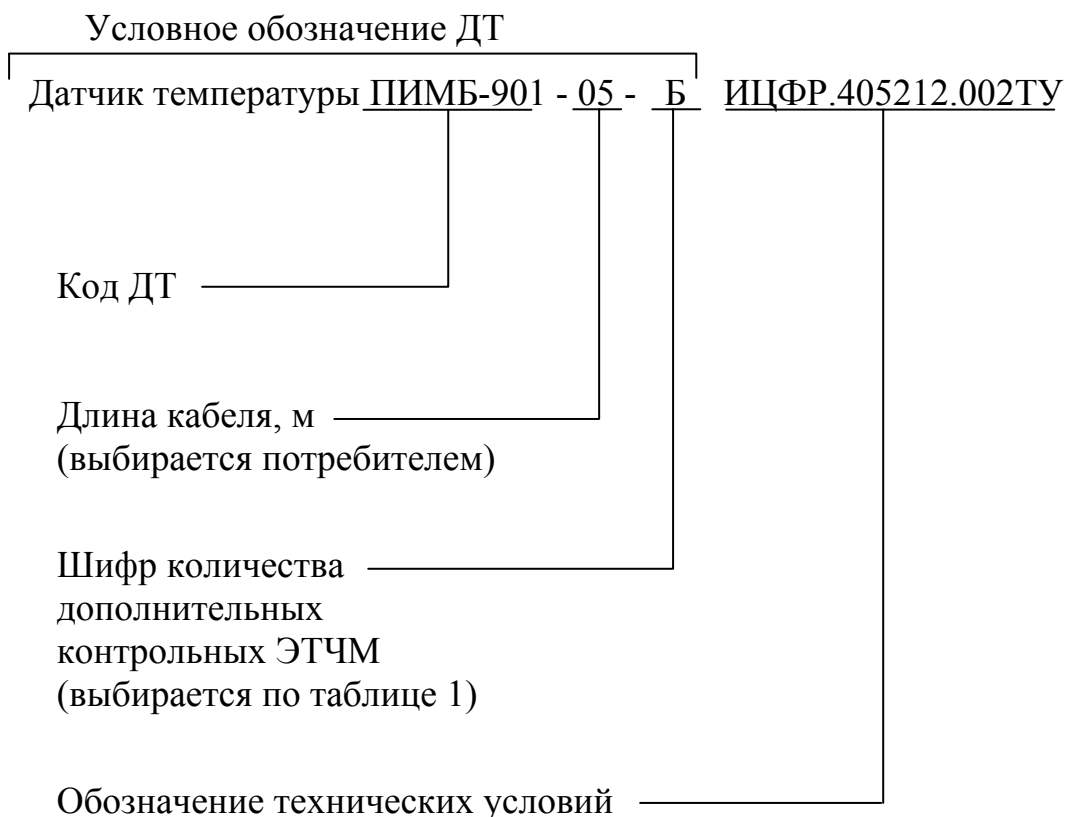 Условное обозначение ДТ
Датчик температуры ПИМБ-901 - 05 - Б ИЦФР.405212.002ТУ
Код ДТ
Длина кабеля, м
(выбирается потребителем)
Шифр количества
дополнительных
контрольных ЭТЧМ
(выбирается по таблице 1)
Обозначение технических условий